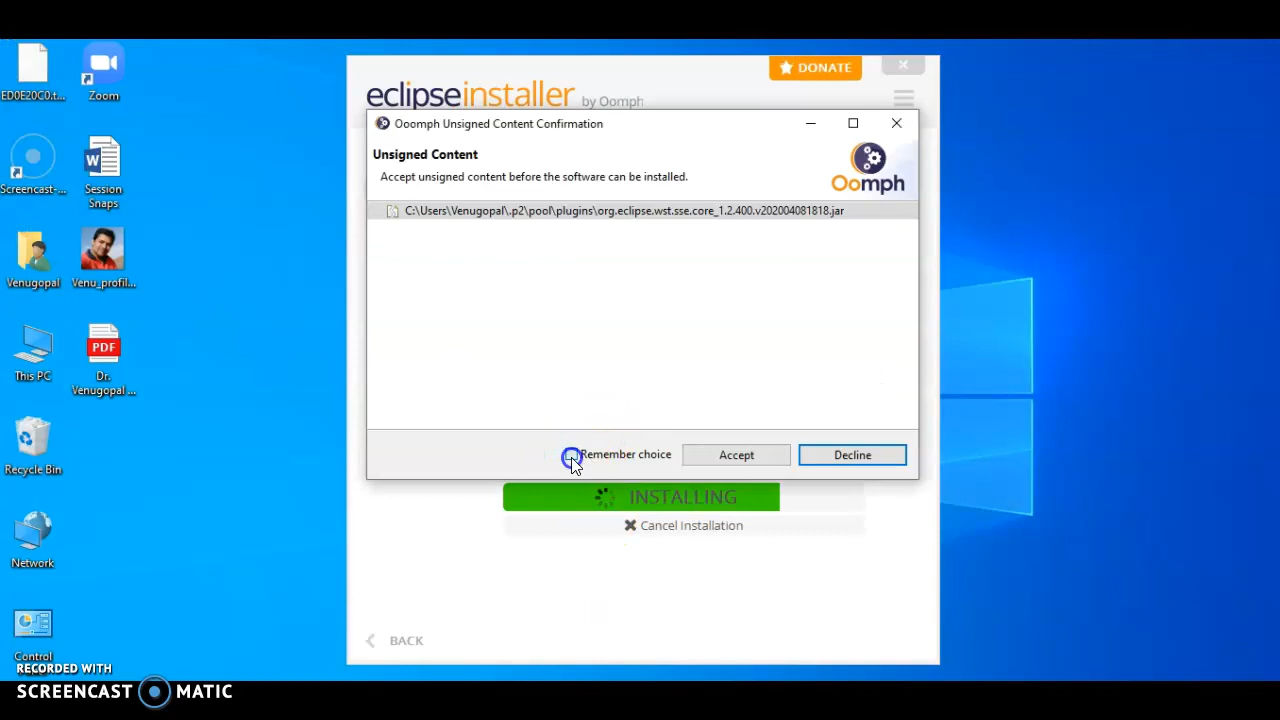 ED0E20C0.t...
Zoom
Screencast-...
Session
Snaps
Venugopal
Venu_profil...
This PC
PDF
Dr.
Venugopal ...
Recycle Bin
Network
Control
RECORDED WITH
SCREENCAST MATIC
DONATE
eclipseinstaller by Oomph
Ooomph Unsigned Content Confirmation
Unsigned Content
Accept unsigned content before the software can be installed.
Oomph
C:\Users\Venugopal\.p2\pool\plugins\org.eclipse.wst.sse.core_1.2.400.v202004081818.jar
Remember choice
Accept
Decline
INSTALLING
Cancel Installation
BACK